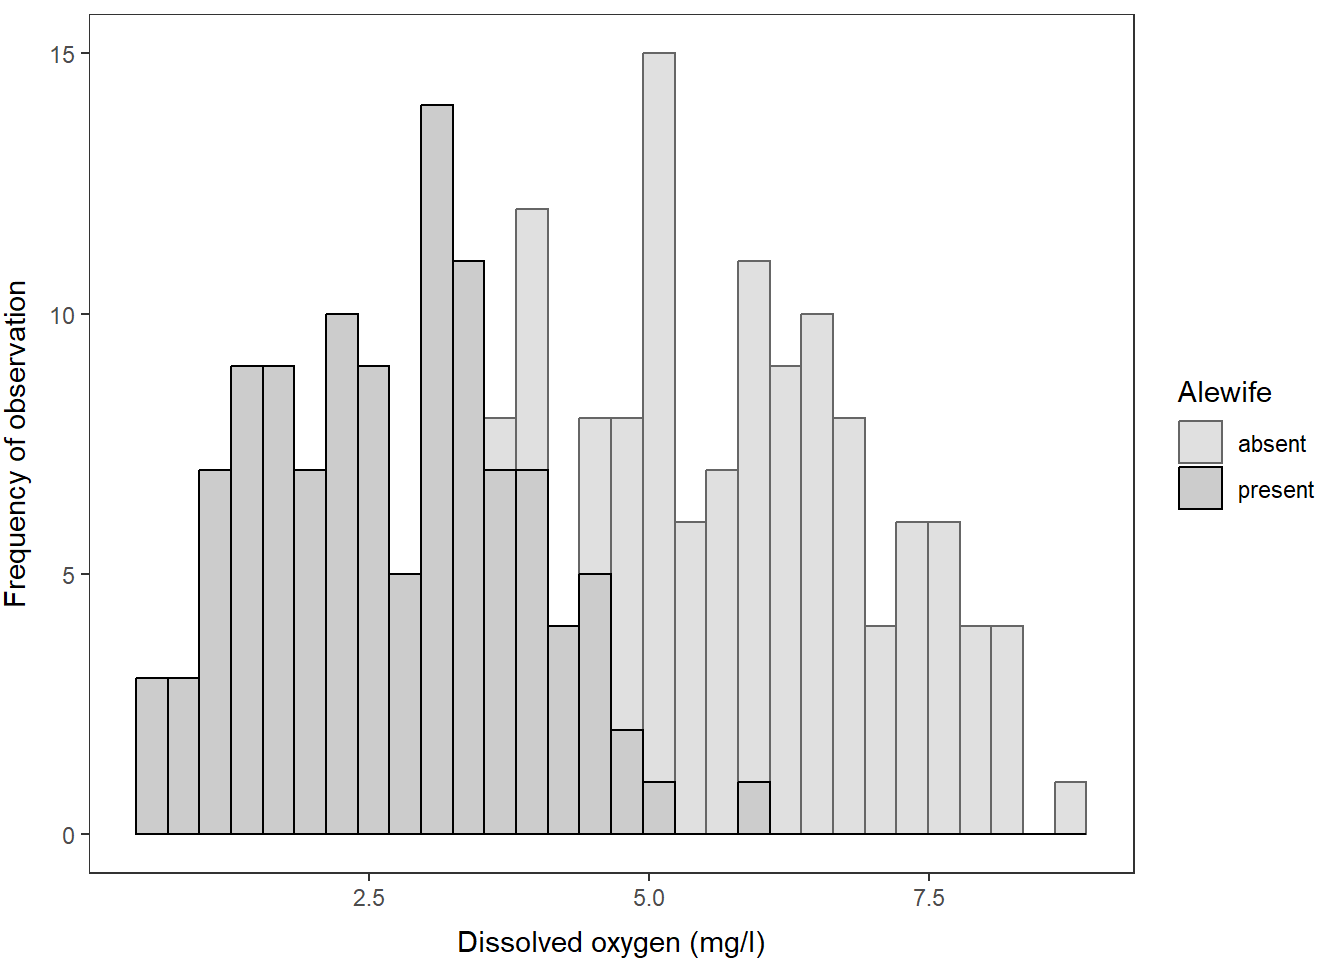 Frequency of observation
15
10
5
0
2.5
5.0
7.5
Dissolved oxygen (mg/l)
Alewife
absent
present